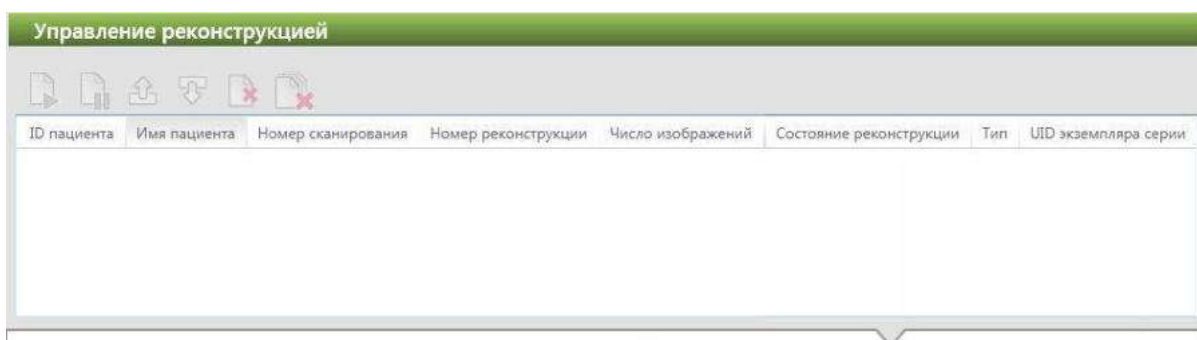 Управление реконструкцией
ID пациента Имя пациента Номер сканирования Номер реконструкции Число изображений Состояние реконструкции Тип UID экземпляра серии